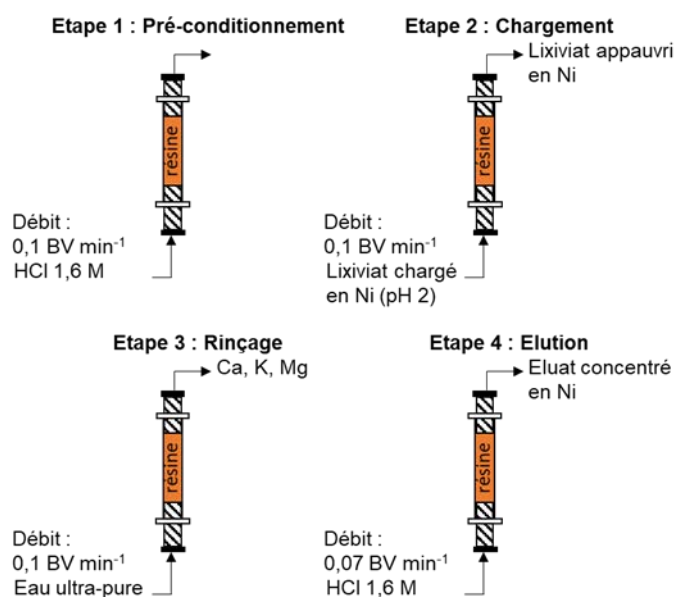 Etape 1 : Pré-conditionnement
résine
Débit :
0,1 BV min⁻¹
HCl 1,6 M
Etape 2 : Chargement
Lixiviat appauvri
en Ni
résine
Débit :
0,1 BV min⁻¹
Lixiviat chargé
en Ni (pH 2)
Etape 3 : Rinçage
Ca, K, Mg
résine
Débit :
0,1 BV min⁻¹
Eau ultra-pure
Etape 4 : Elution
Eluat concentré
en Ni
résine
Débit :
0,07 BV min⁻¹
HCl 1,6 M